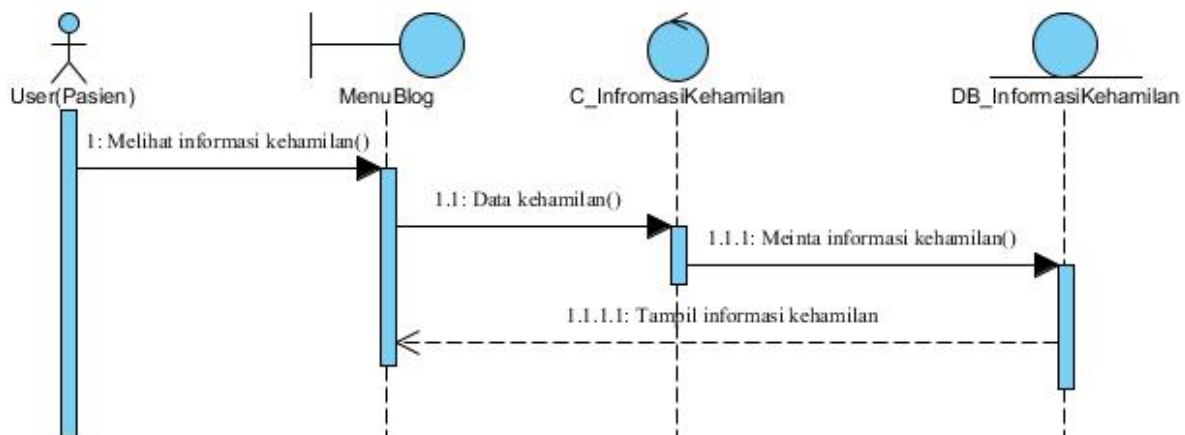 User(Pasien)
MenuBlog
C_InfromasiKehamilan
DB_InformasiKehamilan
1: Melihat informasi kehamilan()
1.1: Data kehamilan()
1.1.1: Meinta informasi kehamilan()
1.1.1.1: Tampil informasi kehamilan